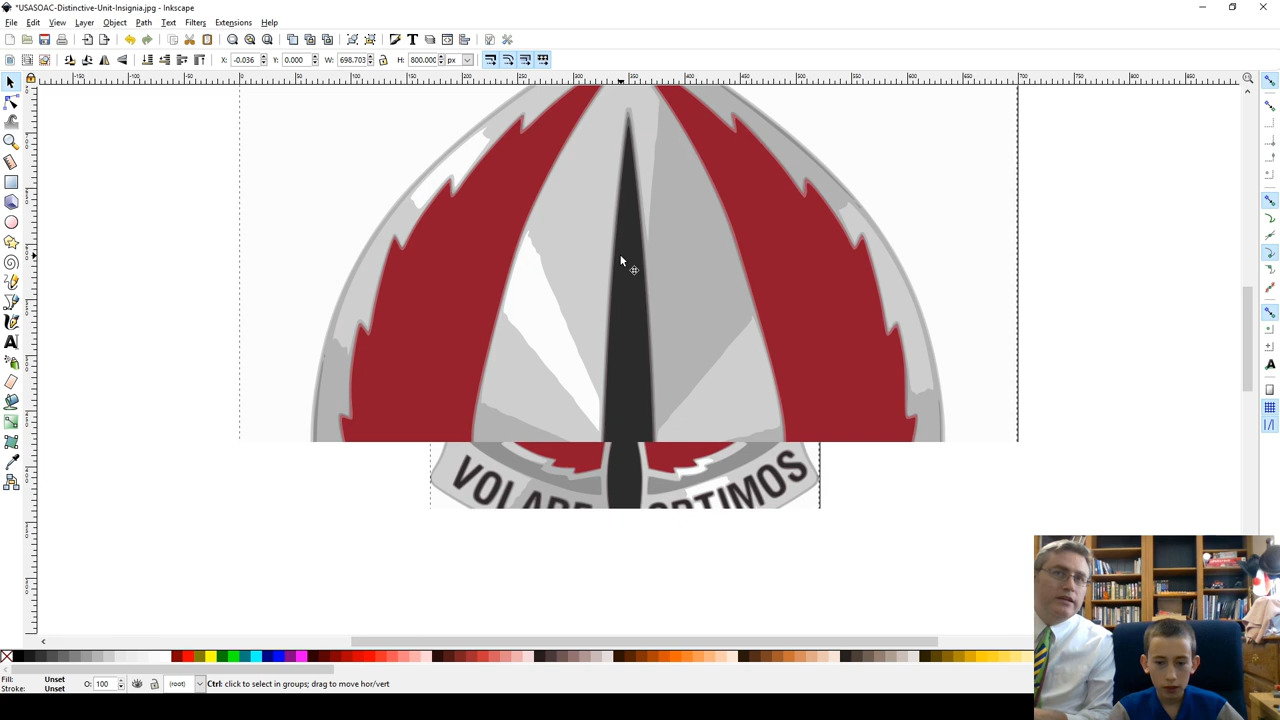 *USASOAC-Distinctive-Unit-Insignia.jpg - Inkscape
File Edit View Layer Object Path Text Filters Extensions Help
X: -0.036 Y: 0.000 W: 698.703 H: 800.000 px
VOLARE OPTIMOS
Fill: Unset O: 100 (root) Ctrl: click to select in groups; drag to move hor/vert
Stroke: Unset